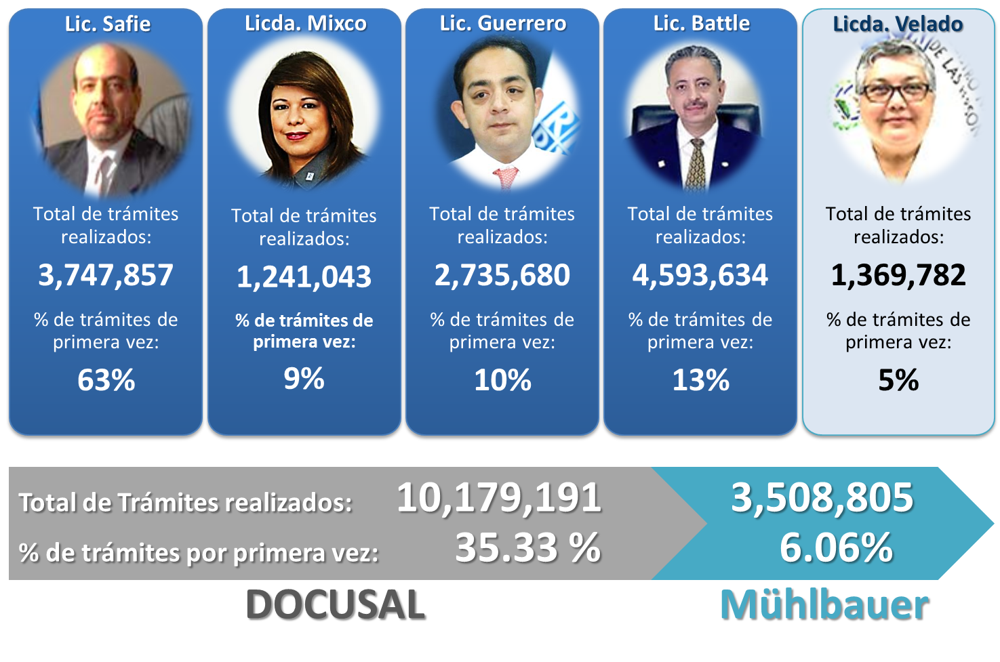 Lic. Safie
Total de trámites
realizados:
3,747,857
% de trámites de
primera vez:
63%
Licda. Mixco
Total de trámites
realizados:
1,241,043
% de trámites de
primera vez:
9%
Lic. Guerrero
Total de trámites
realizados:
2,735,680
% de trámites de
primera vez:
10%
Lic. Battle
Total de trámites
realizados:
4,593,634
% de trámites de
primera vez:
13%
Licda. Velado
DE LAS
Total de trámites
realizados:
1,369,782
% de trámites de
primera vez:
5%
Total de Trámites realizados: 10,179,191 3,508,805
% de trámites por primera vez: 35.33 % 6.06%
DOCUSAL Mühlbauer